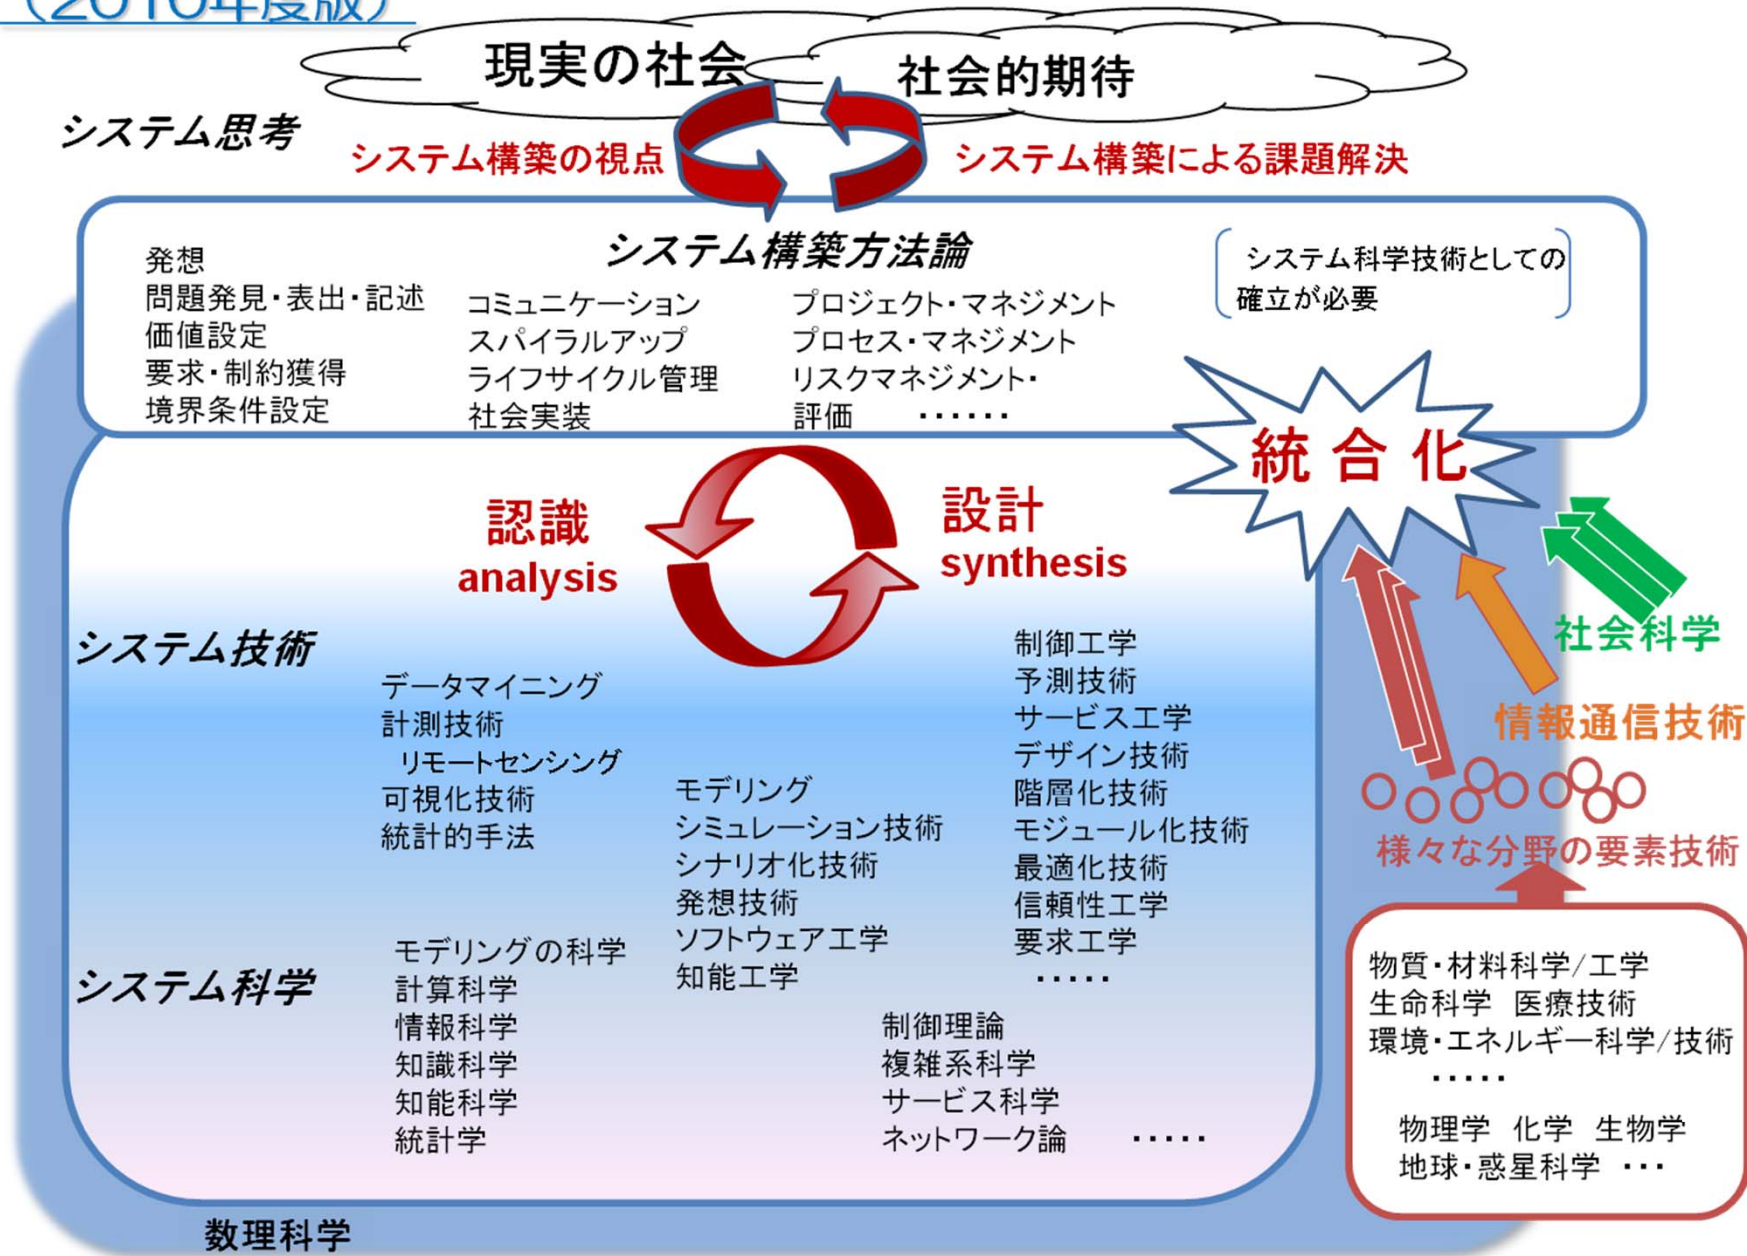 （2010年度版）
現実の社会
社会的期待
システム思考
システム構築の視点
システム構築による課題解決
システム構築方法論
発想
問題発見・表出・記述
価値設定
要求・制約獲得
境界条件設定
コミュニケーション
スパイラルアップ
ライフサイクル管理
社会実装
プロジェクト・マネジメント
プロセス・マネジメント
リスクマネジメント・
評価　・・・・・・
システム科学技術としての
確立が必要
統 合 化
認識
analysis
設計
synthesis
社会科学
情報通信技術
様々な分野の要素技術
システム技術
データマイニング
計測技術
リモートセンシング
可視化技術
統計的手法
モデリング
シミュレーション技術
シナリオ化技術
発想技術
ソフトウェア工学
知能工学
制御工学
予測技術
サービス工学
デザイン技術
階層化技術
モジュール化技術
最適化技術
信頼性工学
要求工学
・・・・・
システム科学
モデリングの科学
計算科学
情報科学
知識科学
知能科学
統計学
制御理論
複雑系科学
サービス科学
ネットワーク論　・・・・・
物質・材料科学/工学
生命科学　医療技術
環境・エネルギー科学/技術
・・・・・
物理学　化学　生物学
地球・惑星科学　・・・
数理科学